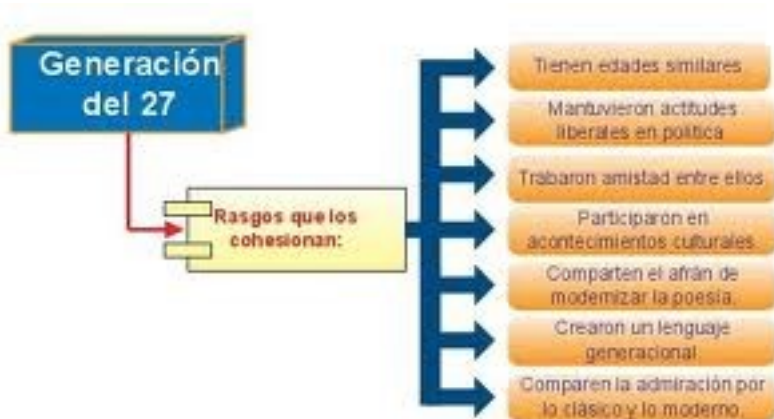 Generación
del 27
Rasgos que los
cohesionan:
Tienen edades similares
Mantuvieron actitudes
liberales en política
Trabaron amistad entre ellos
Participaron en
acontecimientos culturales
Comparten el afrán de
modernizar la poesía.
Crearon un lenguaje
generacional
Comparen la admiración por
lo clásico y lo moderno.